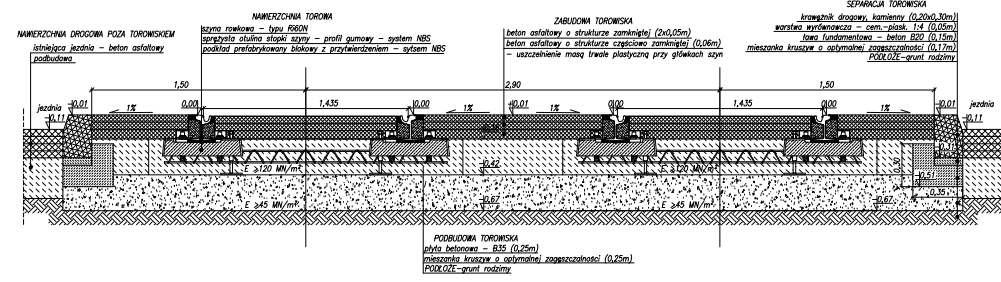 SEPARACJA TOROWISKA
krawężnik drogowy, kamienny (0,20x0,30m)
warstwa wyrównawcza – cem.-piask. 1:4 (0,05m)
ława fundamentowa – beton B20 (0,15m)
mieszanka kruszyw o optymalnej zagęszczalności (0,17m)
PODŁOŻE-grunt rodzimy
NAWIERZCHNIA TOROWA
szyna rowkowa – typu Ri60N
sprężysta otulina stopki szyny – profil gumowy – system NBS
podkład prefabrykowany blokowy z przytwierdzeniem – sytsem NBS
ZABUDOWA TOROWISKA
beton asfaltowy o strukturze zamkniętej (2x0,05m)
beton asfaltowy o strukturze częściowo zamkniętej (0,06m)
– uszczelnienie masą trwale plastyczną przy główkach szyn
NAWIERZCHNIA DROGOWA POZA TOROWISKIEM
istniejąca jezdnia – beton asfaltowy
podbudowa
1,50
2,90
1,50
jezdnia
0,01
0,11
1%
0,00
1,435
0,00
1%
0,01
1%
0,00
1,435
0,00
1%
0,01
jezdnia
0,11
0,31
0,30
E ≥120 MN/m²
-0,42
E ≥120 MN/m²
-0,51
0,35
E ≥45 MN/m²
-0,67
E ≥45 MN/m²
-0,67
PODBUDOWA TOROWISKA
płyta betonowa – B35 (0,25m)
mieszanka kruszyw o optymalnej zagęszczalności (0,25m)
PODŁOŻE-grunt rodzimy